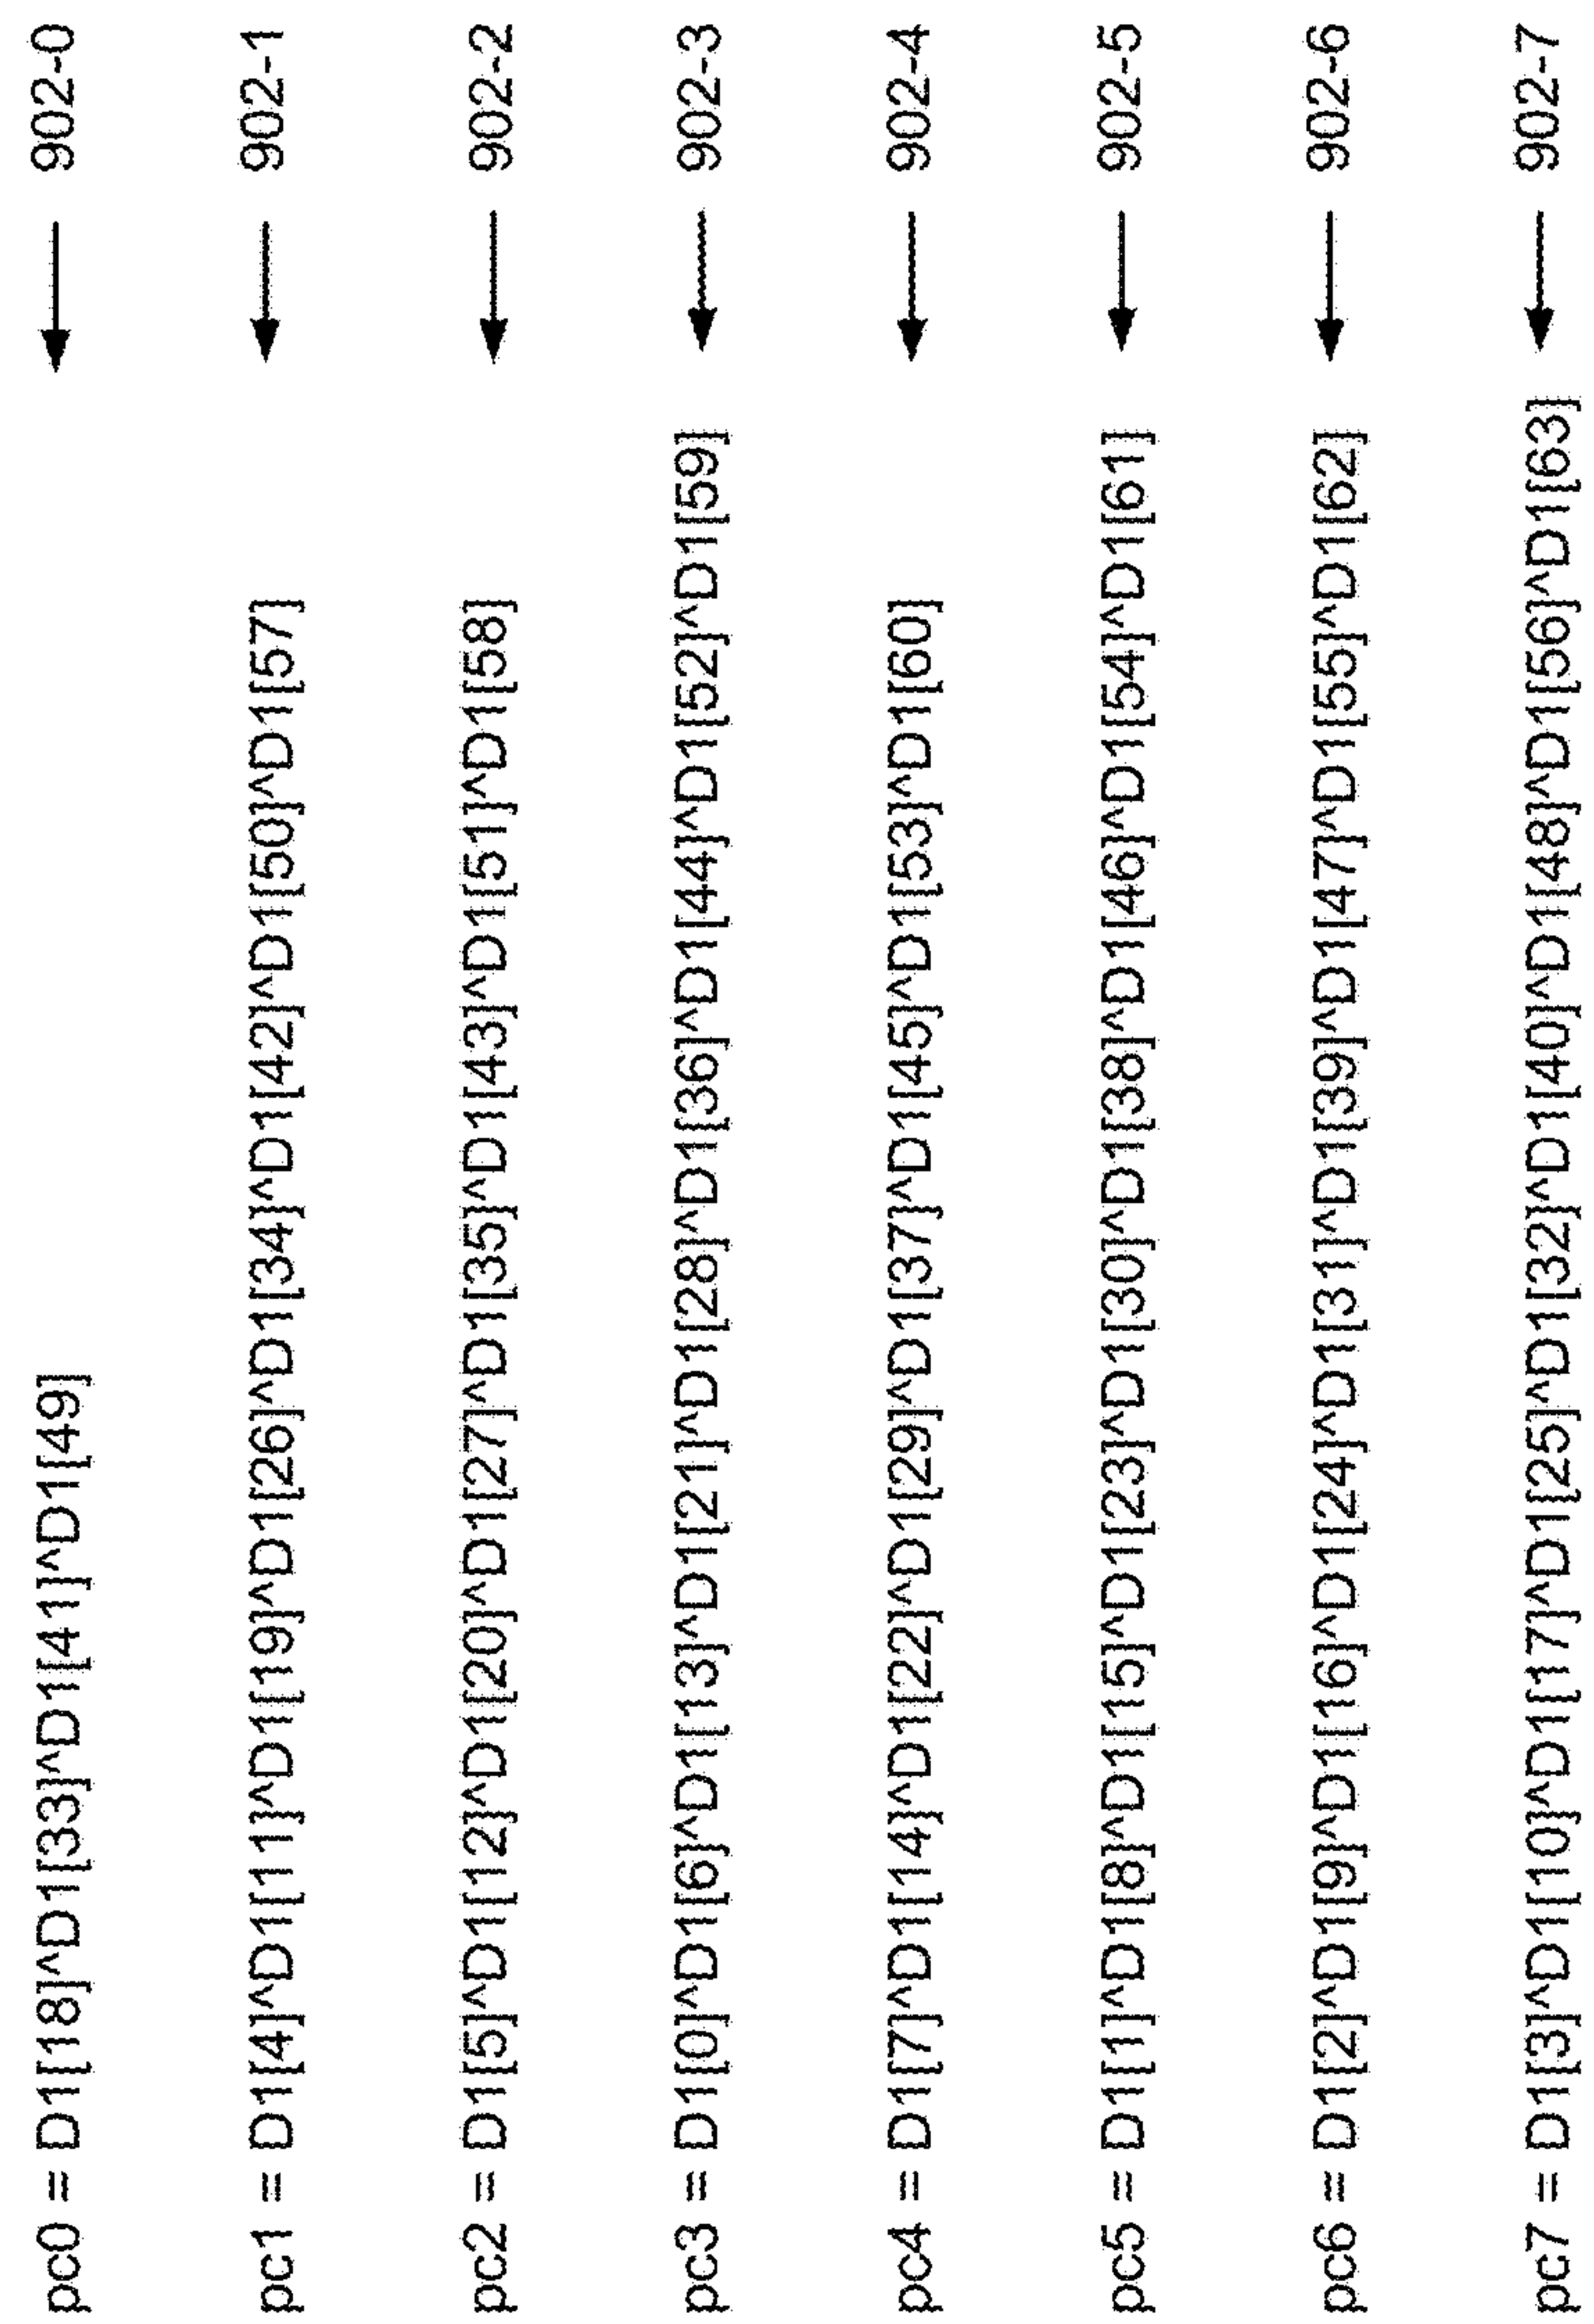 pc0 = D1[18]^D1[33]^D1[41]^D1[49] 902-0
pc1 = D1[4]^D1[11]^D1[19]^D1[26]^D1[34]^D1[42]^D1[50]^D1[57] 902-1
pc2 = D1[5]^D1[12]^D1[20]^D1[27]^D1[35]^D1[43]^D1[51]^D1[58] 902-2
pc3 = D1[0]^D1[6]^D1[13]^D1[21]^D1[28]^D1[36]^D1[44]^D1[52]^D1[59] 902-3
pc4 = D1[7]^D1[14]^D1[22]^D1[29]^D1[37]^D1[45]^D1[53]^D1[60] 902-4
pc5 = D1[1]^D1[8]^D1[15]^D1[23]^D1[30]^D1[38]^D1[46]^D1[54]^D1[61] 902-5
pc6 = D1[2]^D1[9]^D1[16]^D1[24]^D1[31]^D1[39]^D1[47]^D1[55]^D1[62] 902-6
pc7 = D1[3]^D1[10]^D1[17]^D1[25]^D1[32]^D1[40]^D1[48]^D1[56]^D1[63] 902-7